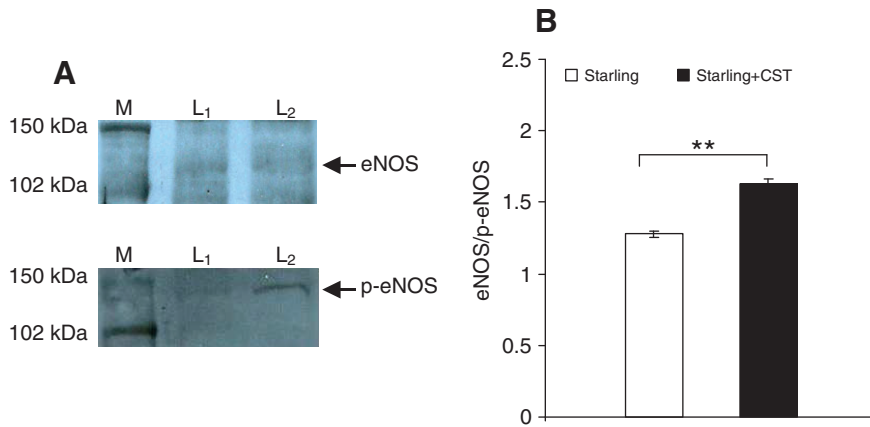 A
M L₁ L₂
150 kDa
eNOS
102 kDa
M L₁ L₂
150 kDa
p-eNOS
102 kDa
B
2.5
Starling Starling+CST
2
**
1.5
1
0.5
0
eNOS/p-eNOS